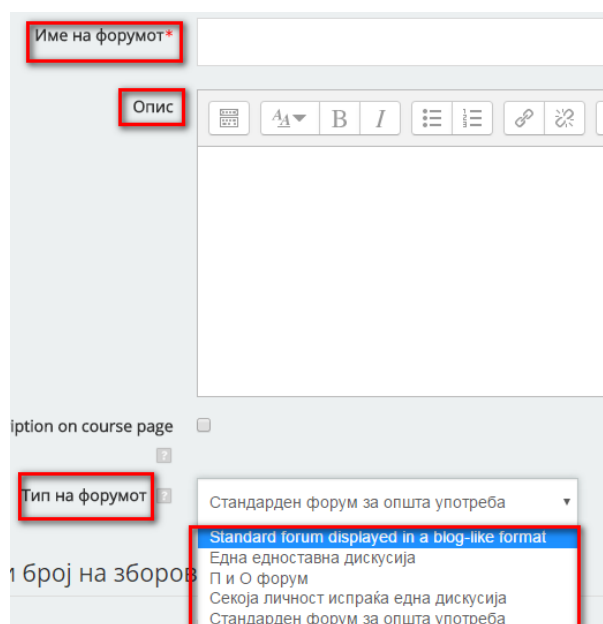 Име на форумот*
Опис
iption on course page
Тип на форумот
Стандарден форум за општа употреба
Standard forum displayed in a blog-like format
Една едноставна дискусија
и број на зборов
П и О форум
Секоја личност испраќа една дискусија
Стандарден форум за општа употреба